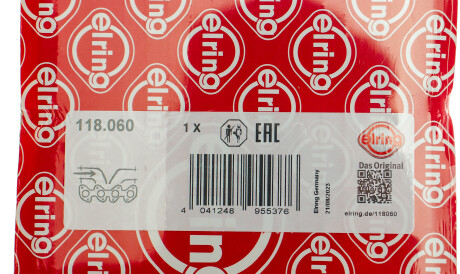 elring
118.060
1 X
EAC
elring
Das Original
Elring Germany
21/08/2023
4 041248 955376
elring.de/118060